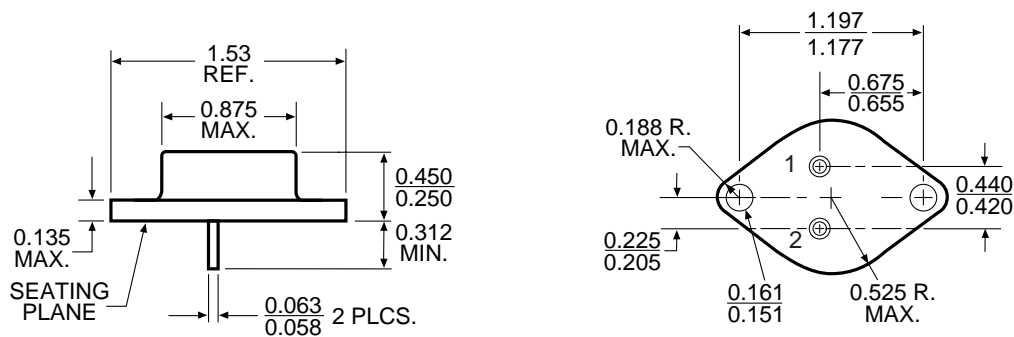 1.53
REF.
0.875
MAX.
0.450
0.250
0.135
MAX.
0.312
MIN.
SEATING
PLANE
0.063
0.058 2 PLCS.
1.197
1.177
0.675
0.655
0.188 R.
MAX.
1
0.440
0.420
2
0.225
0.205
0.161
0.151
0.525 R.
MAX.